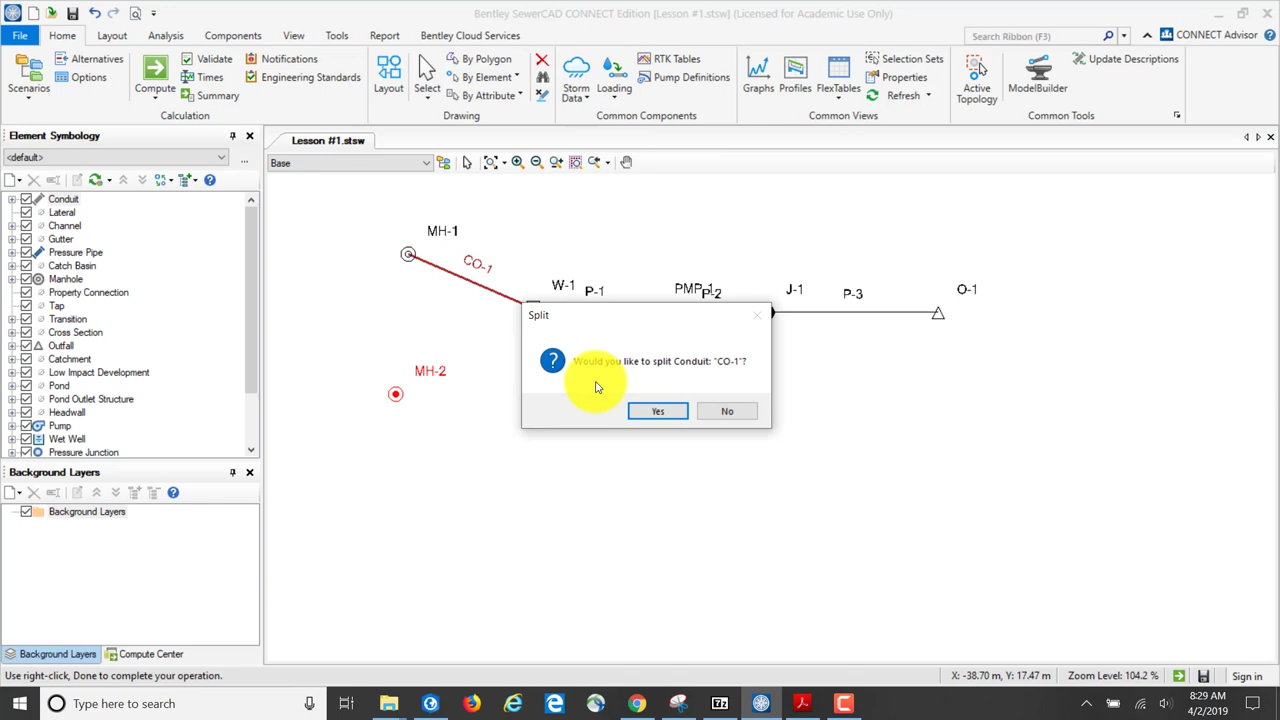 Bentley SewerCAD CONNECT Edition [Lesson #1.stsw] (Licensed for Academic Use Only)
File Home Layout Analysis Components View Tools Report Bentley Cloud Services Search Ribbon (F3) CONNECT Advisor
Scenarios Alternatives Options Compute Validate Times Summary Notifications Engineering Standards Layout Select By Polygon By Element By Attribute Storm Data Loading RTK Tables Pump Definitions Graphs Profiles FlexTables Selection Sets Properties Refresh Active Topology ModelBuilder Update Descriptions
Calculation Drawing Common Components Common Views Common Tools
Element Symbology
<default>
...
Conduit
Lateral
Channel
Gutter
Pressure Pipe
Catch Basin
Manhole
Property Connection
Tap
Transition
Cross Section
Outfall
Catchment
Low Impact Development
Pond
Pond Outlet Structure
Headwall
Pump
Wet Well
Pressure Junction
Background Layers
Background Layers
Background Layers Compute Center
Lesson #1.stsw
Base
MH-1
CO-1
W-1 P-1 PMP-1 P-2 J-1 P-3 O-1
MH-2
Split
Would you like to split Conduit: "CO-1"?
Yes No
Use right-click, Done to complete your operation. X: -38.70 m, Y: 17.47 m Zoom Level: 104.2 % Sign in
Type here to search
8:29 AM
4/2/2019